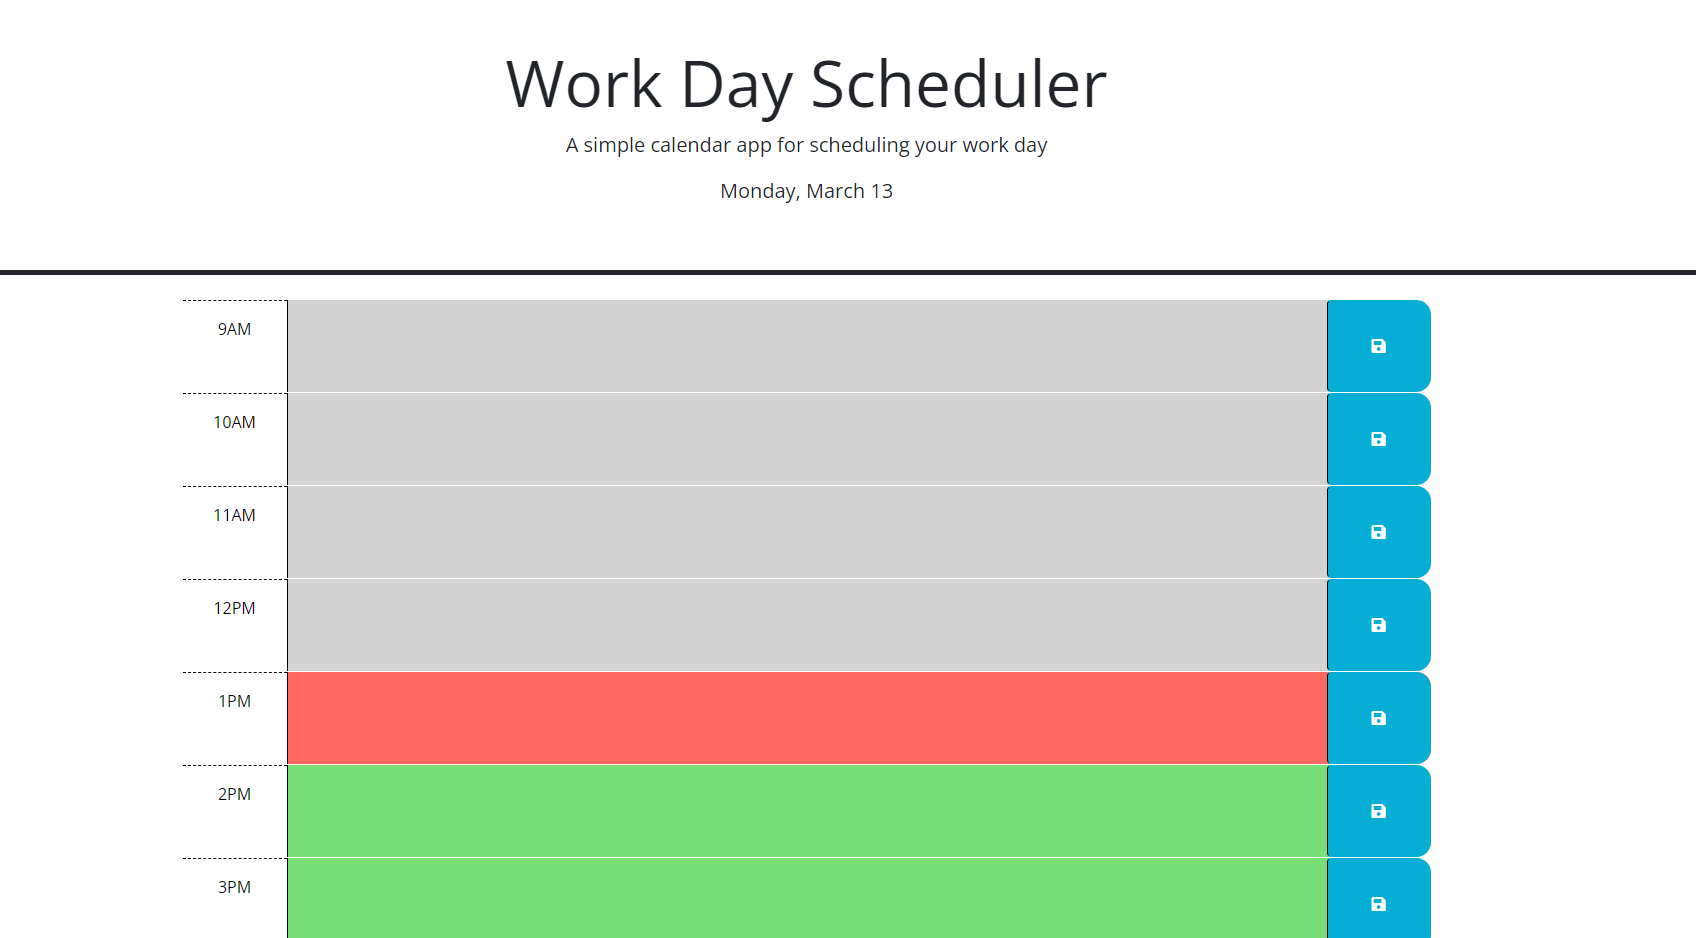 Work Day Scheduler
A simple calendar app for scheduling your work day
Monday, March 13
9AM
10AM
11AM
12PM
1PM
2PM
3PM